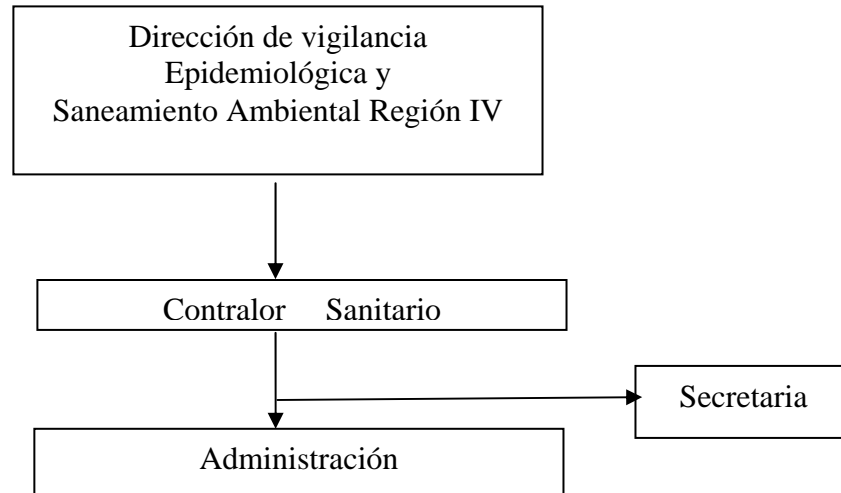 Dirección de vigilancia
Epidemiológica y
Saneamiento Ambiental Región IV
Contralor Sanitario
Secretaria
Administración